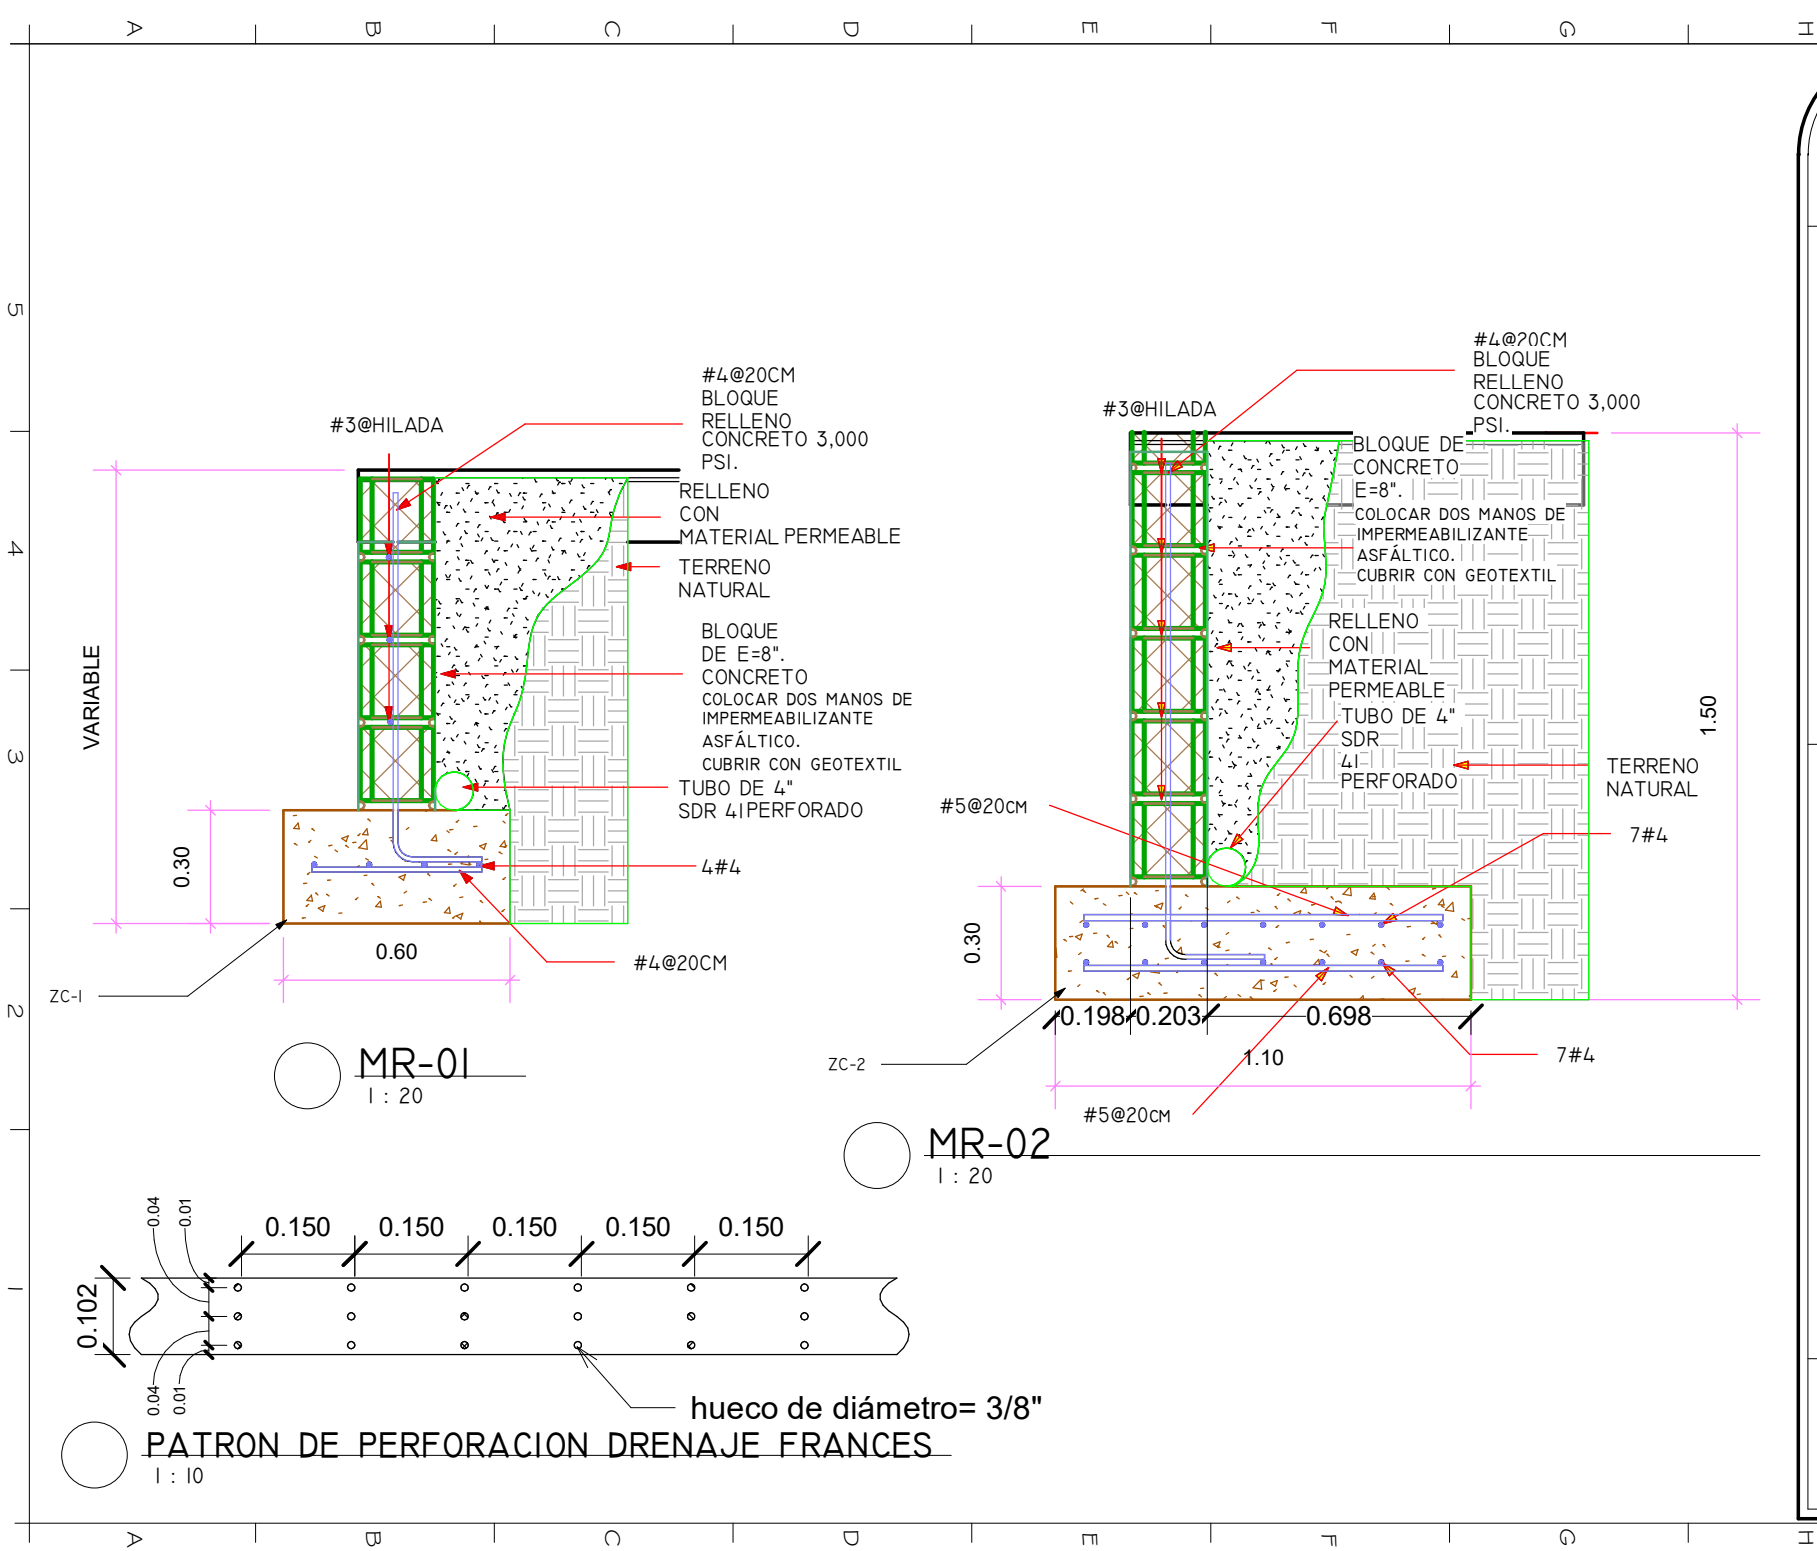 A
B
C
D
E
F
G
H
5
4
3
2
1
#3@HILADA
#4@20CM
BLOQUE
RELLENO
CONCRETO 3,000
PSI.
RELLENO
CON
MATERIAL PERMEABLE
TERRENO
NATURAL
BLOQUE
DE E=8".
CONCRETO
COLOCAR DOS MANOS DE
IMPERMEABILIZANTE
ASFÁLTICO.
CUBRIR CON GEOTEXTIL
TUBO DE 4"
SDR 41PERFORADO
4#4
#4@20CM
VARIABLE
0.30
0.60
ZC-1
MR-01
1 : 20
#3@HILADA
#4@20CM
BLOQUE
RELLENO
CONCRETO 3,000
PSI.
BLOQUE DE
CONCRETO
E=8".
COLOCAR DOS MANOS DE
IMPERMEABILIZANTE
ASFÁLTICO.
CUBRIR CON GEOTEXTIL
RELLENO
CON
MATERIAL
PERMEABLE
TUBO DE 4"
SDR
41
PERFORADO
TERRENO
NATURAL
1.50
#5@20CM
7#4
0.30
0.198
0.203
0.698
1.10
7#4
ZC-2
#5@20CM
MR-02
1 : 20
0.04
0.01
0.150
0.150
0.150
0.150
0.150
0.102
0.04
0.01
hueco de diámetro= 3/8"
PATRON DE PERFORACION DRENAJE FRANCES
1 : 10
A
B
C
D
E
F
G
H